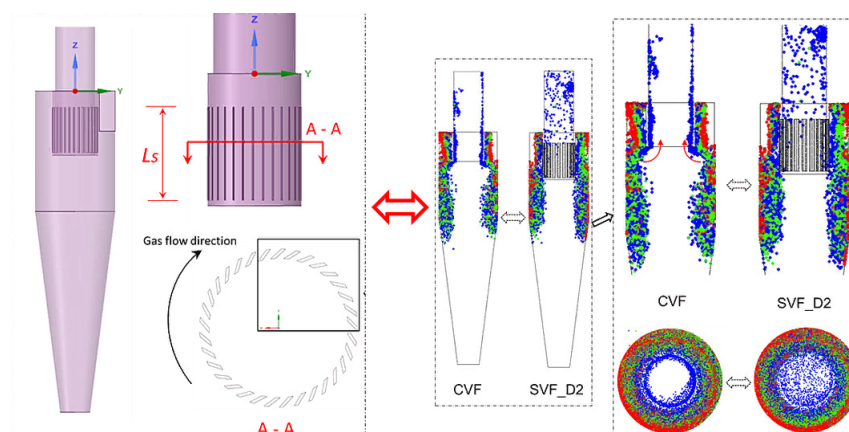 Z
Y
Z
Y
A - A
Ls
Gas flow direction
A - A
CVF
SVF_D2
CVF
SVF_D2